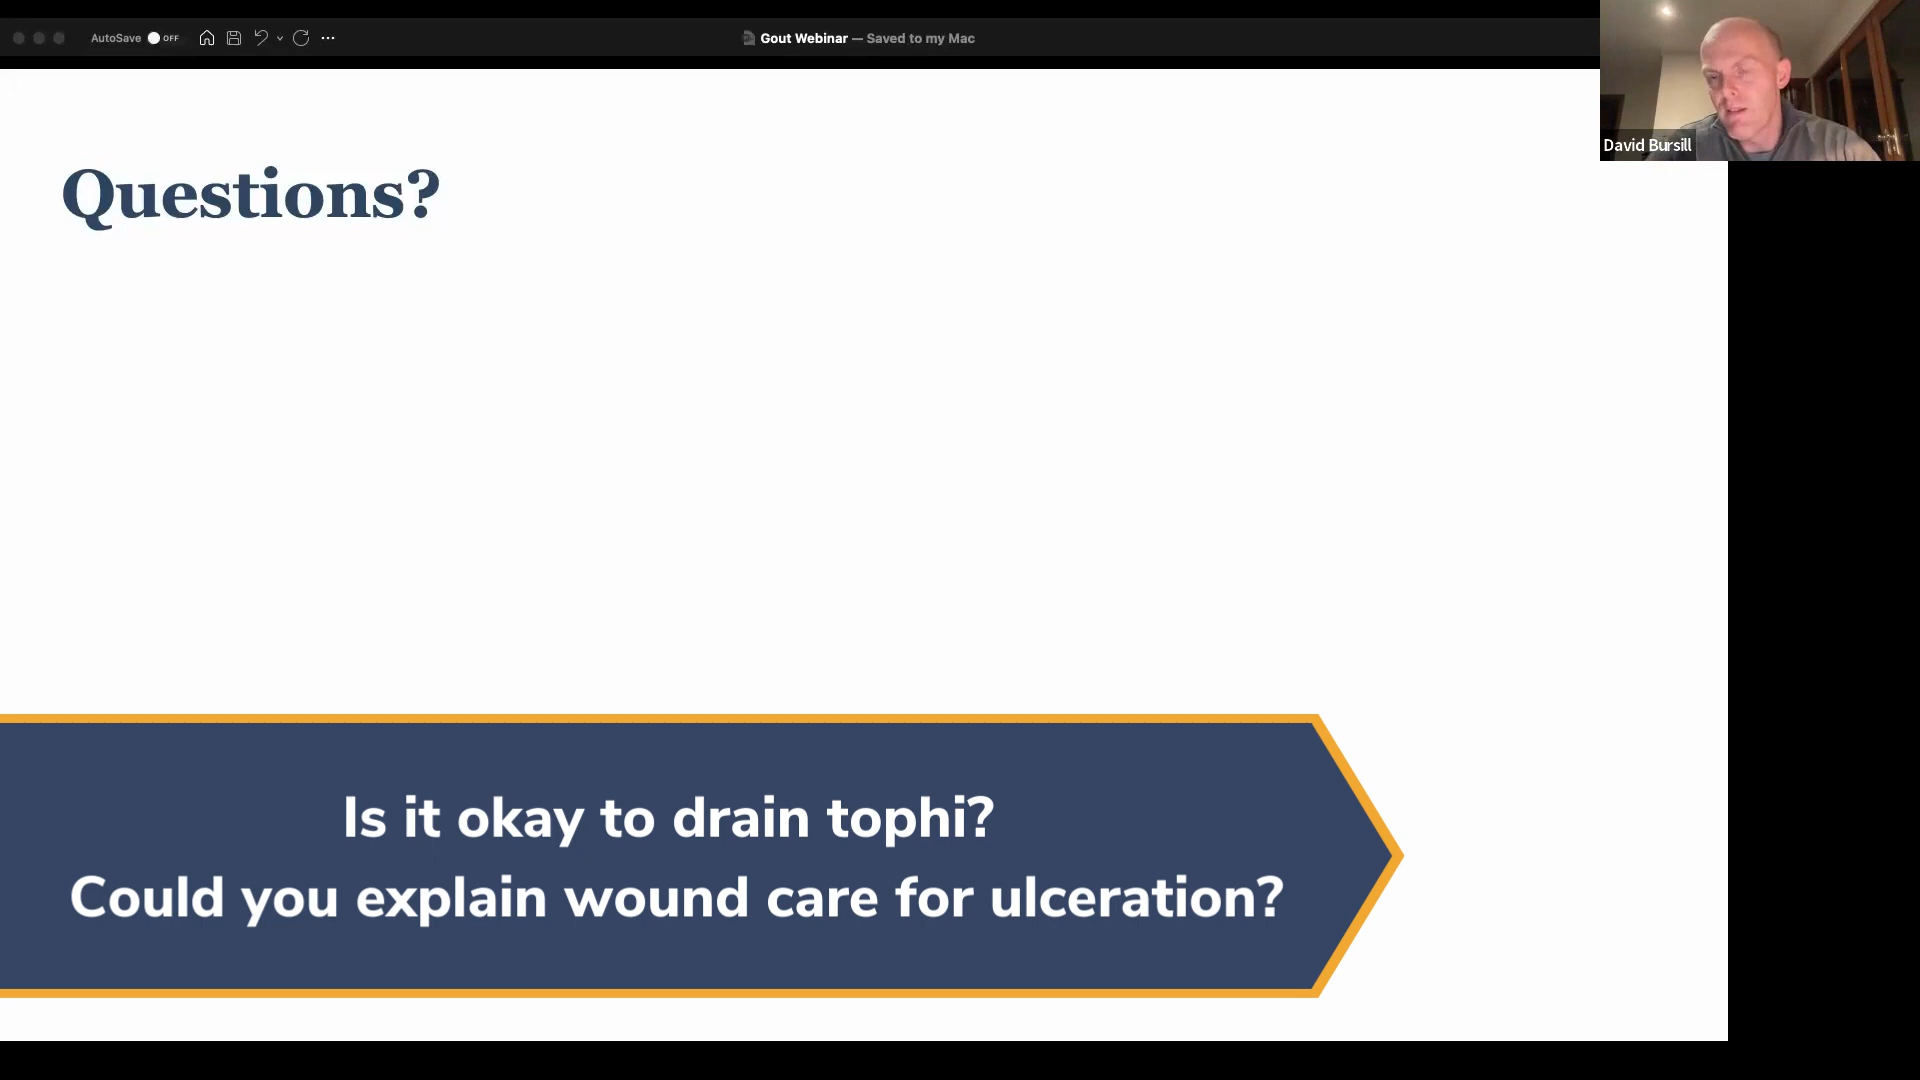 AutoSave OFF
Gout Webinar — Saved to my Mac
David Bursill
Questions?
Is it okay to drain tophi?
Could you explain wound care for ulceration?